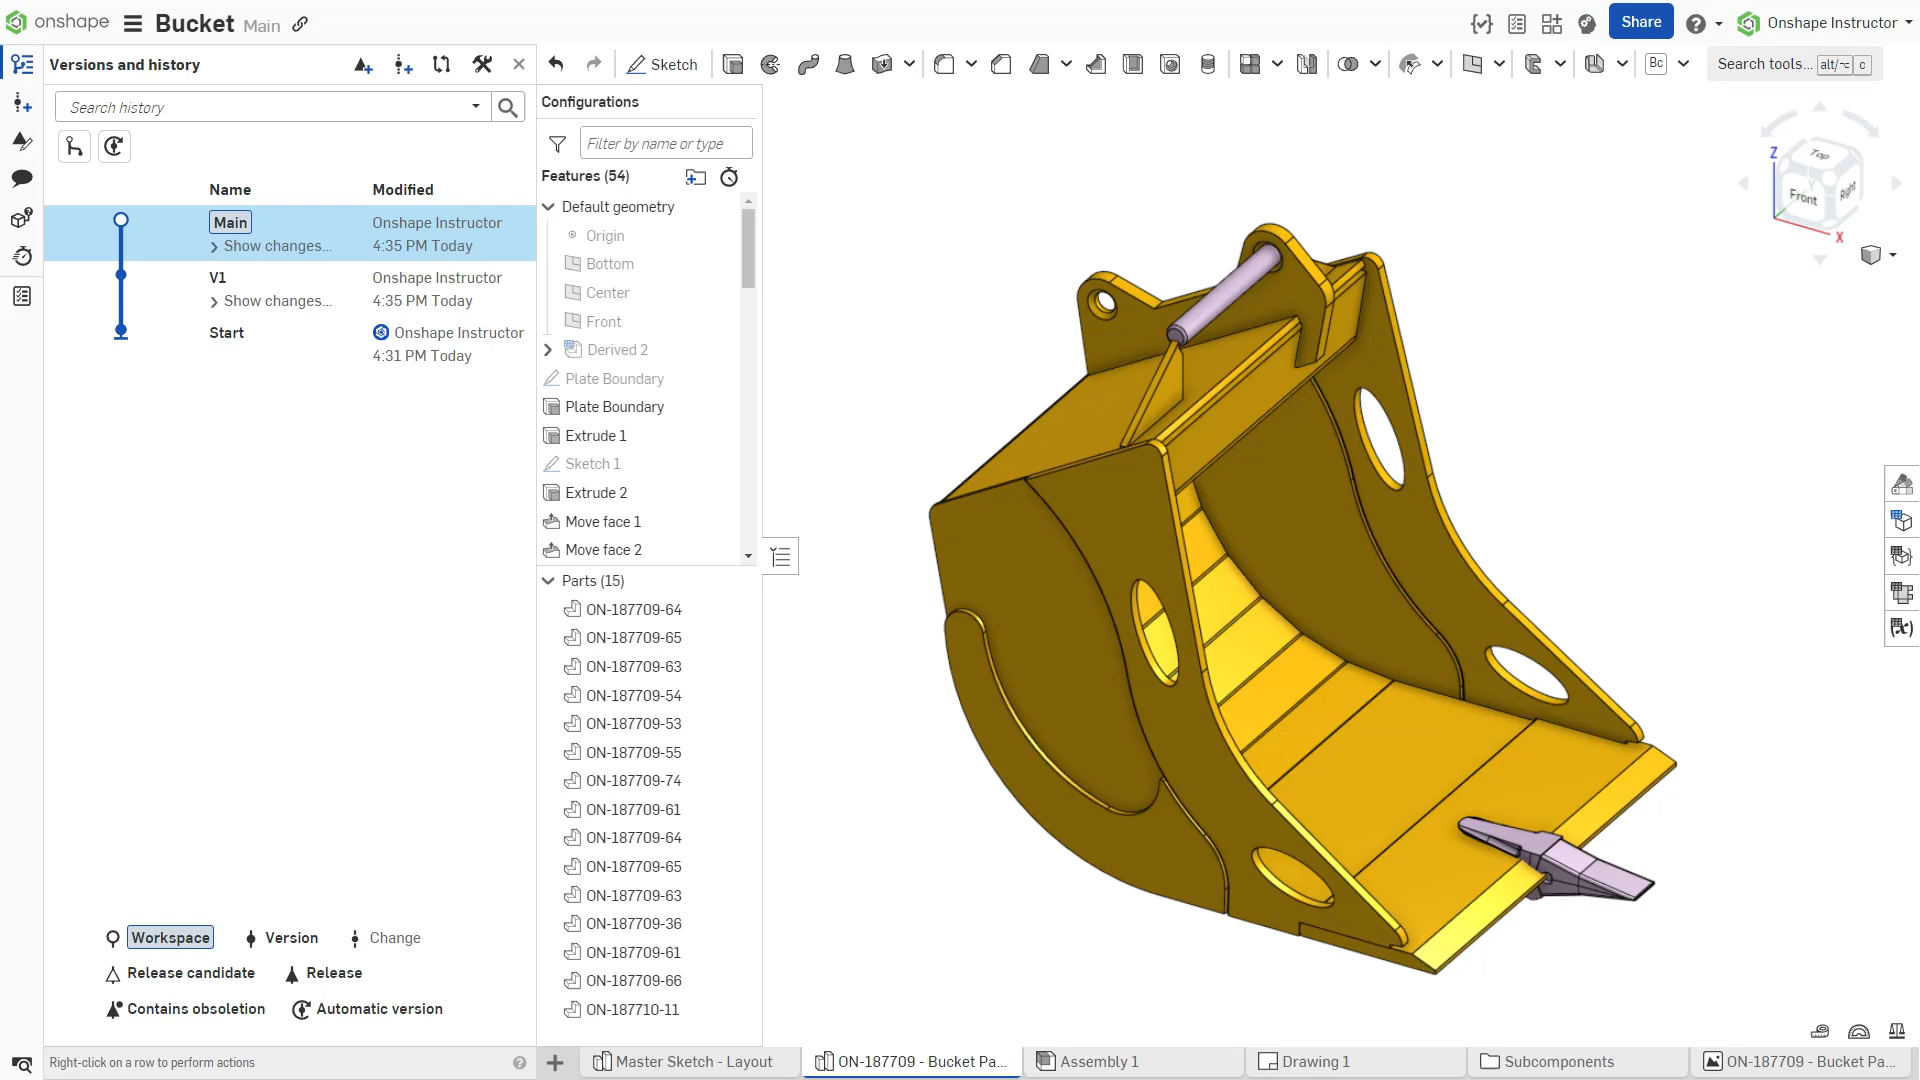 onshape
Bucket Main
Share
Onshape Instructor
Versions and history
Sketch
Bc
Search tools... alt/⌥ c
Search history
Name Modified
Main Onshape Instructor
Show changes... 4:35 PM Today
V1 Onshape Instructor
Show changes... 4:35 PM Today
Start Onshape Instructor
4:31 PM Today
Workspace Version Change
Release candidate Release
Contains obsoletion Automatic version
Right-click on a row to perform actions
Configurations
Filter by name or type
Features (54)
Default geometry
Origin
Bottom
Center
Front
Derived 2
Plate Boundary
Plate Boundary
Extrude 1
Sketch 1
Extrude 2
Move face 1
Move face 2
Parts (15)
ON-187709-64
ON-187709-65
ON-187709-63
ON-187709-54
ON-187709-53
ON-187709-55
ON-187709-74
ON-187709-61
ON-187709-64
ON-187709-65
ON-187709-63
ON-187709-36
ON-187709-61
ON-187709-66
ON-187710-11
Z
Top
Y
Front
Right
X
(x)
Master Sketch - Layout
ON-187709 - Bucket Pa...
Assembly 1
Drawing 1
Subcomponents
ON-187709 - Bucket Pa...